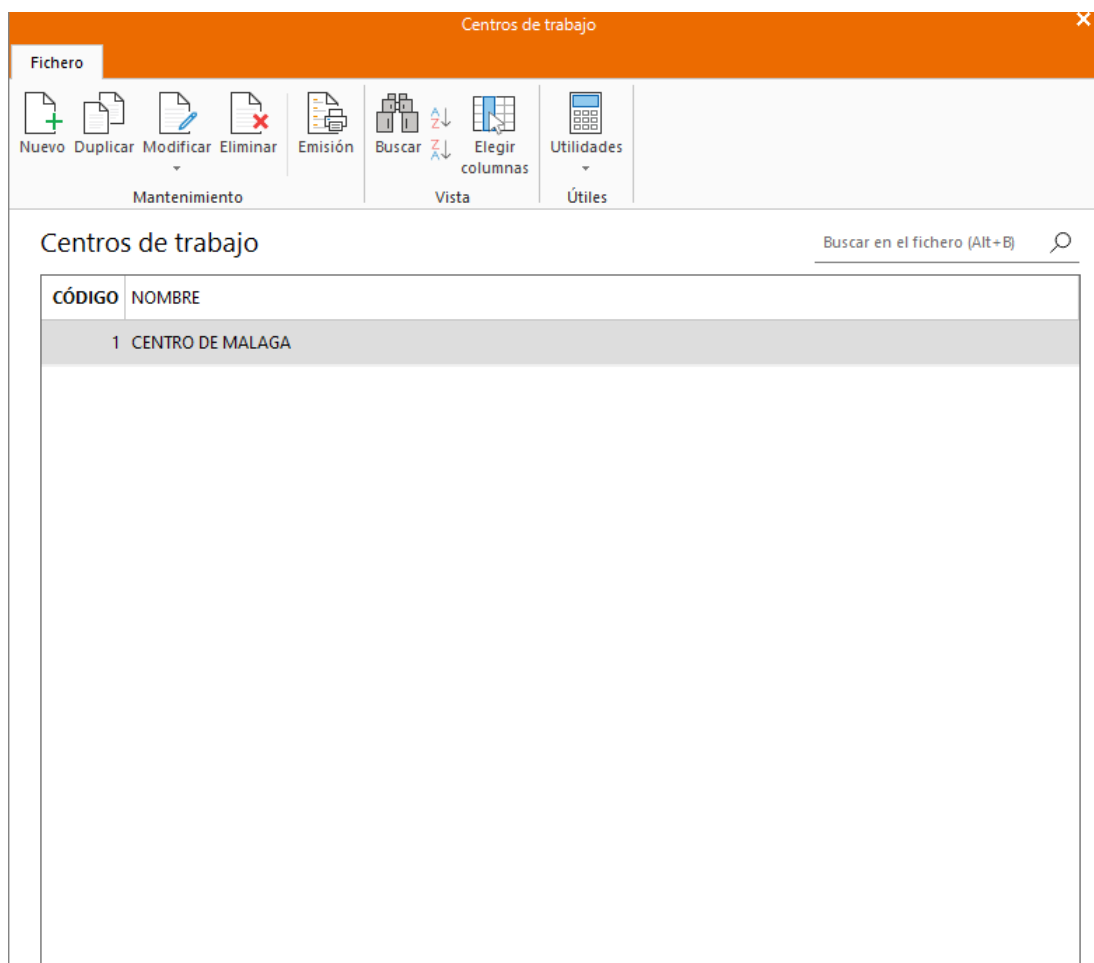 Centros de trabajo
Fichero
Nuevo Duplicar Modificar Eliminar Emisión Buscar Elegir columnas Utilidades
Mantenimiento Vista Útiles
Centros de trabajo Buscar en el fichero (Alt+B)
CÓDIGO NOMBRE
1 CENTRO DE MALAGA